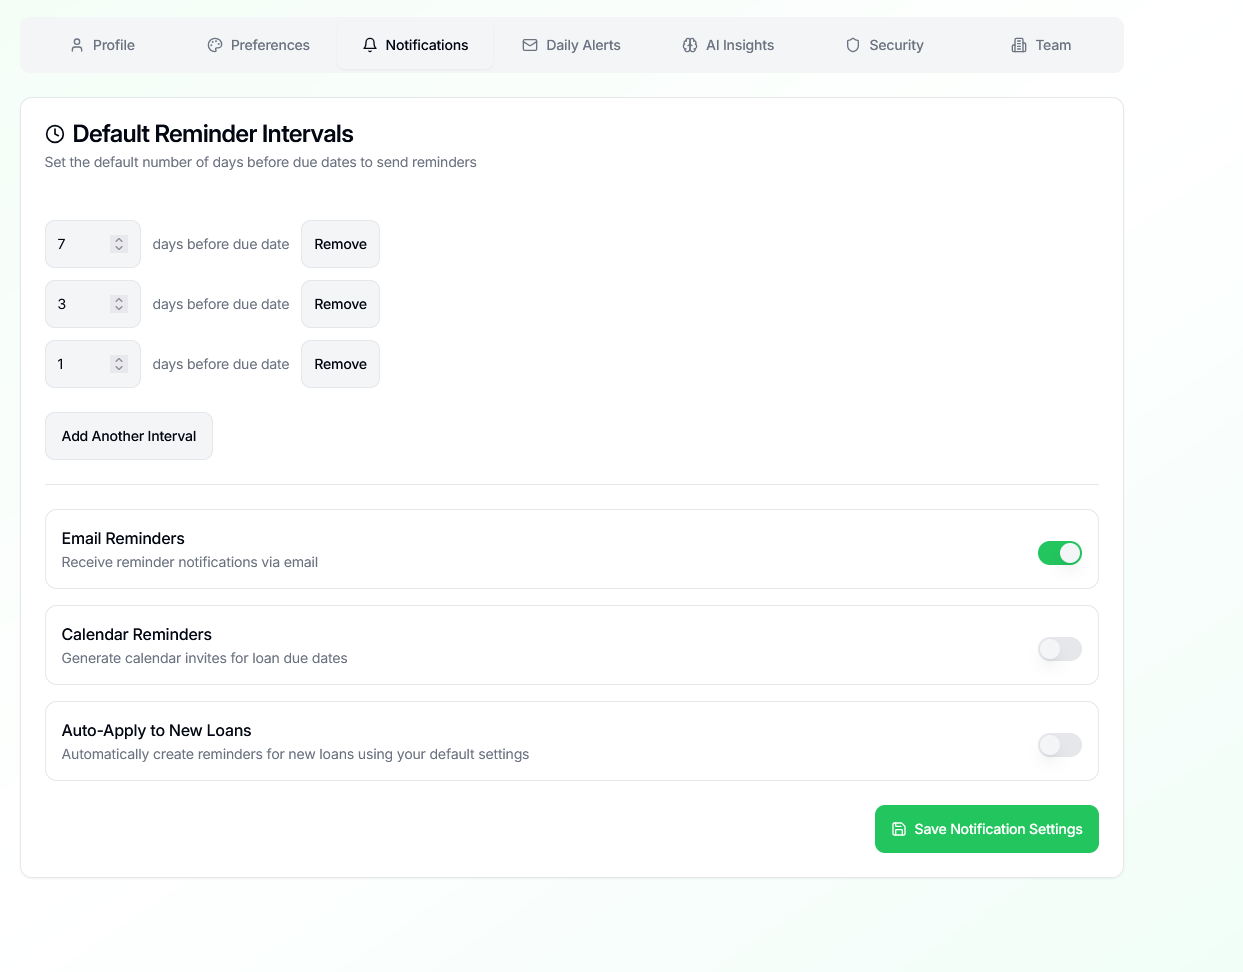 Profile
Preferences
Notifications
Daily Alerts
AI Insights
Security
Team
Default Reminder Intervals
Set the default number of days before due dates to send reminders
7 days before due date Remove
3 days before due date Remove
1 days before due date Remove
Add Another Interval
Email Reminders
Receive reminder notifications via email
Calendar Reminders
Generate calendar invites for loan due dates
Auto-Apply to New Loans
Automatically create reminders for new loans using your default settings
Save Notification Settings